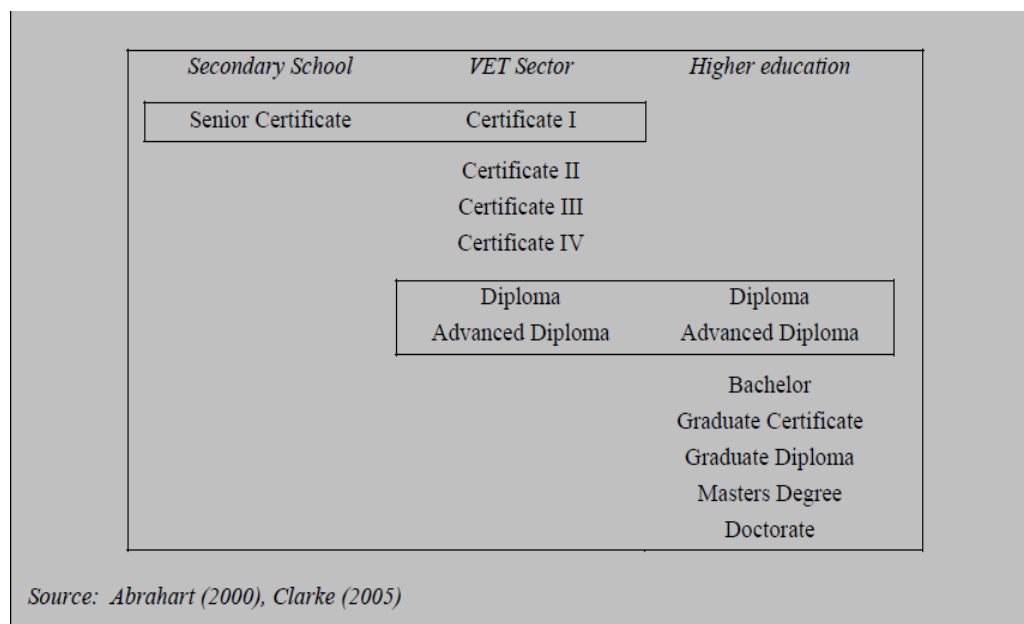 Secondary School VET Sector Higher education
Senior Certificate Certificate I
Certificate II
Certificate III
Certificate IV
Diploma Diploma
Advanced Diploma Advanced Diploma
Bachelor
Graduate Certificate
Graduate Diploma
Masters Degree
Doctorate
Source: Abrahart (2000), Clarke (2005)